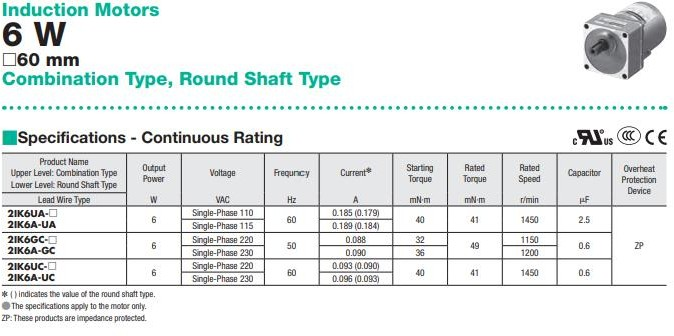 Induction Motors
6 W
□60 mm
Combination Type, Round Shaft Type
Specifications - Continuous Rating
c RU us CCC CE
Product Name
Upper Level: Combination Type
Lower Level: Round Shaft Type
Output Power
Voltage
Frequency
Current*
Starting Torque
Rated Torque
Rated Speed
Capacitor
Overheat Protection Device
Lead Wire Type W VAC Hz A mN·m mN·m r/min μF
2IK6UA-□
2IK6A-UA
6 Single-Phase 110 60 0.185 (0.179) 40 41 1450 2.5
Single-Phase 115 0.189 (0.184)
2IK6GC-□
2IK6A-GC
6 Single-Phase 220 50 0.088 32 49 1150 0.6 ZP
Single-Phase 230 0.090 36 1200
2IK6UC-□
2IK6A-UC
6 Single-Phase 220 60 0.093 (0.090) 40 41 1450 0.6
Single-Phase 230 0.096 (0.093)
* ( ) indicates the value of the round shaft type.
● The specifications apply to the motor only.
ZP: These products are impedance protected.